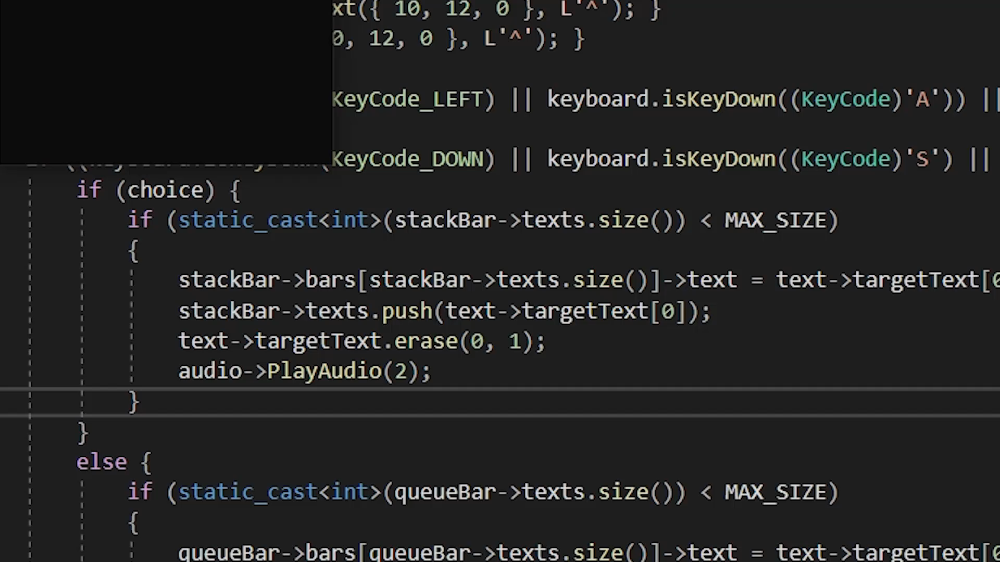 xt({ 10, 12, 0 }, L'^'); }
0, 12, 0 }, L'^'); }
KeyCode_LEFT) || keyboard.isKeyDown((KeyCode)'A')) ||
KeyCode_DOWN) || keyboard.isKeyDown((KeyCode)'S') ||
if (choice) {
if (static_cast<int>(stackBar->texts.size()) < MAX_SIZE)
{
stackBar->bars[stackBar->texts.size()]->text = text->targetText[0
stackBar->texts.push(text->targetText[0]);
text->targetText.erase(0, 1);
audio->PlayAudio(2);
}
}
else {
if (static_cast<int>(queueBar->texts.size()) < MAX_SIZE)
{
queueBar->bars[queueBar->texts.size()]->text = text->targetText[0